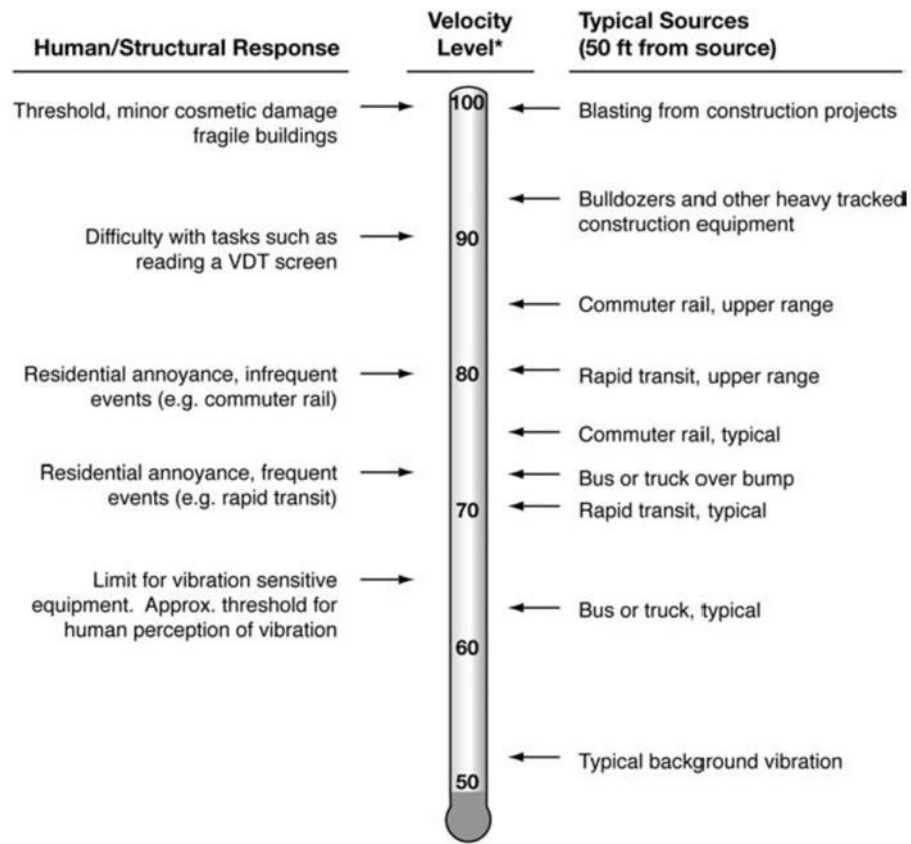 Human/Structural Response
Velocity
Level*
Typical Sources
(50 ft from source)
Threshold, minor cosmetic damage
fragile buildings
100
Blasting from construction projects
Bulldozers and other heavy tracked
construction equipment
Difficulty with tasks such as
reading a VDT screen
90
Commuter rail, upper range
Residential annoyance, infrequent
events (e.g. commuter rail)
80
Rapid transit, upper range
Commuter rail, typical
Residential annoyance, frequent
events (e.g. rapid transit)
Bus or truck over bump
70
Rapid transit, typical
Limit for vibration sensitive
equipment. Approx. threshold for
human perception of vibration
Bus or truck, typical
60
Typical background vibration
50